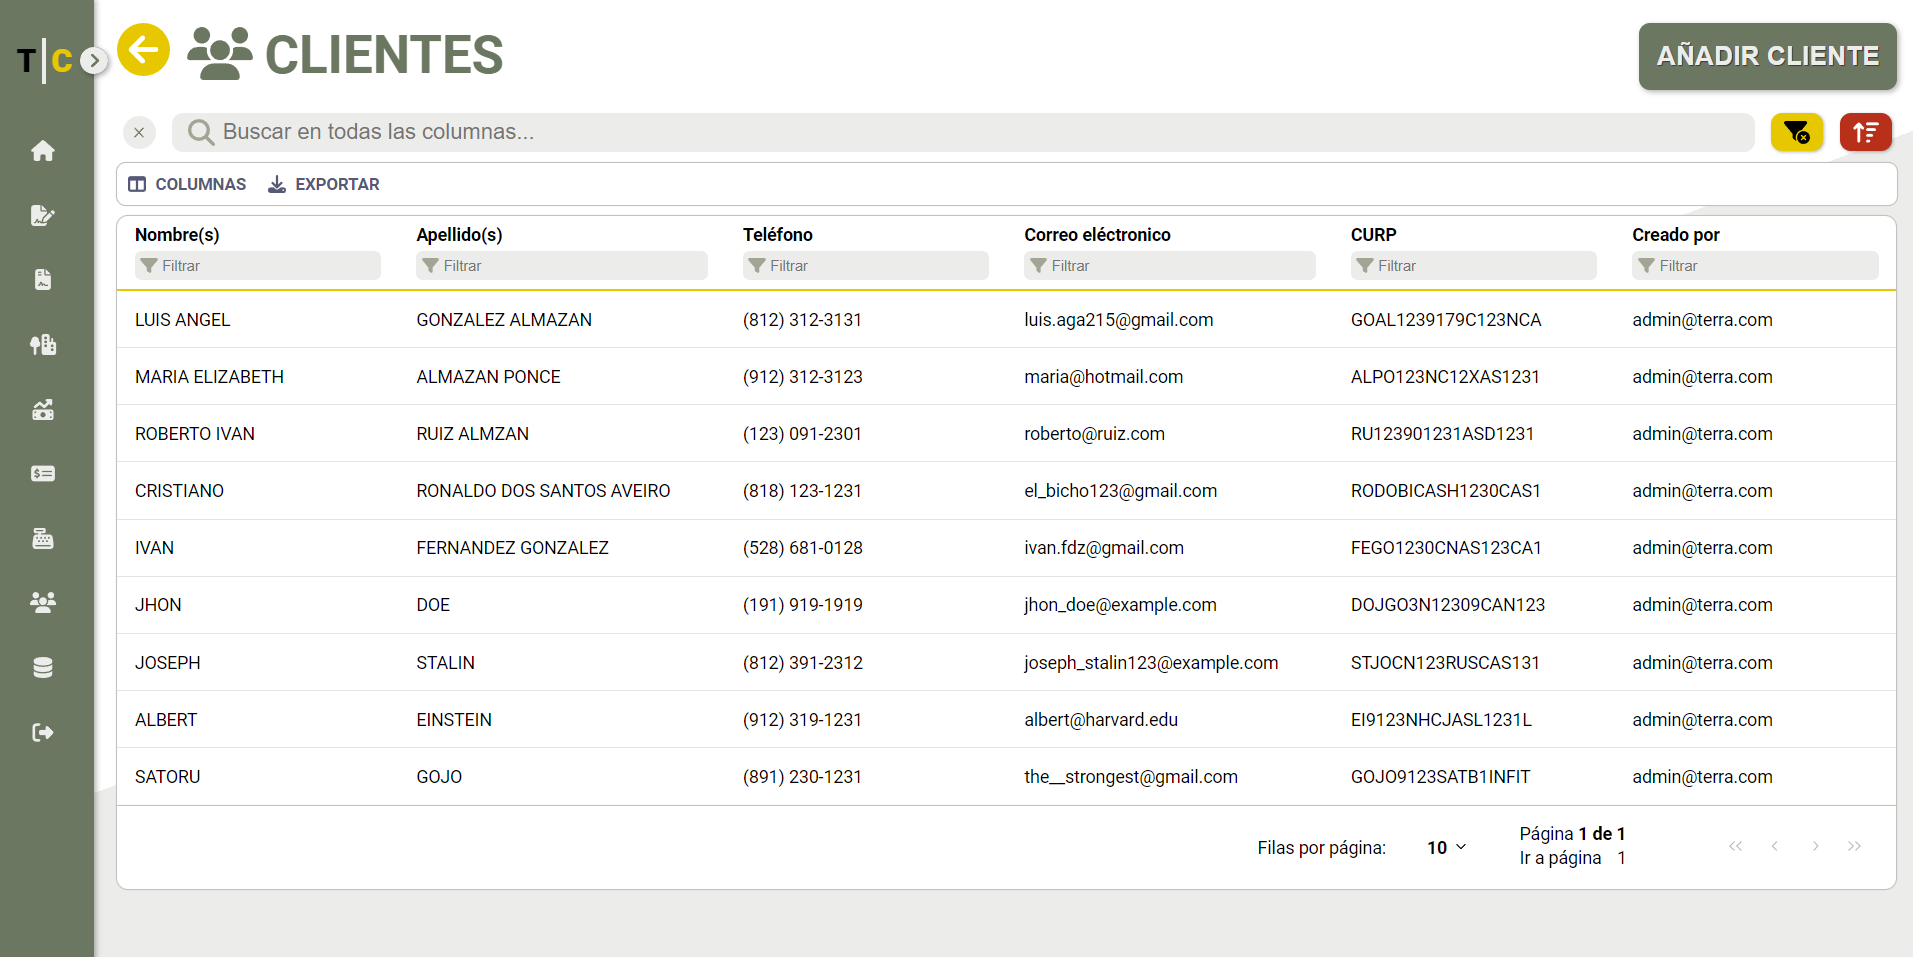 T|C
CLIENTES
AÑADIR CLIENTE
Buscar en todas las columnas...
COLUMNAS EXPORTAR
Nombre(s) Apellido(s) Teléfono Correo eléctronico CURP Creado por
Filtrar Filtrar Filtrar Filtrar Filtrar Filtrar
LUIS ANGEL GONZALEZ ALMAZAN (812) 312-3131 luis.aga215@gmail.com GOAL1239179C123NCA admin@terra.com
MARIA ELIZABETH ALMAZAN PONCE (912) 312-3123 maria@hotmail.com ALPO123NC12XAS1231 admin@terra.com
ROBERTO IVAN RUIZ ALMZAN (123) 091-2301 roberto@ruiz.com RU123901231ASD1231 admin@terra.com
CRISTIANO RONALDO DOS SANTOS AVEIRO (818) 123-1231 el_bicho123@gmail.com RODOBICASH1230CAS1 admin@terra.com
IVAN FERNANDEZ GONZALEZ (528) 681-0128 ivan.fdz@gmail.com FEGO1230CNAS123CA1 admin@terra.com
JHON DOE (191) 919-1919 jhon_doe@example.com DOJGO3N12309CAN123 admin@terra.com
JOSEPH STALIN (812) 391-2312 joseph_stalin123@example.com STJOCN123RUSCAS131 admin@terra.com
ALBERT EINSTEIN (912) 319-1231 albert@harvard.edu EI9123NHCJASL1231L admin@terra.com
SATORU GOJO (891) 230-1231 the__strongest@gmail.com GOJO9123SATB1INFIT admin@terra.com
Filas por página: 10
Página 1 de 1
Ir a página 1